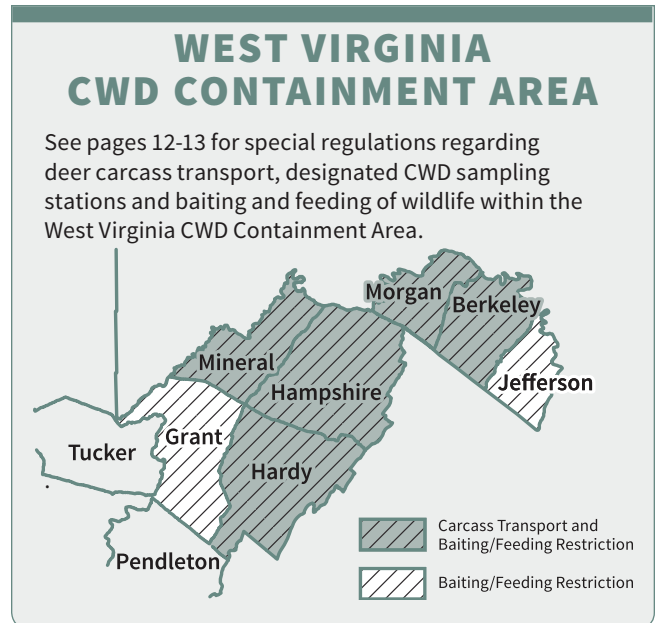 WEST VIRGINIA
CWD CONTAINMENT AREA
See pages 12-13 for special regulations regarding
deer carcass transport, designated CWD sampling
stations and baiting and feeding of wildlife within the
West Virginia CWD Containment Area.
Morgan
Berkeley
Mineral
Hampshire
Jefferson
Grant
Tucker
Hardy
Pendleton
Carcass Transport and
Baiting/Feeding Restriction
Baiting/Feeding Restriction